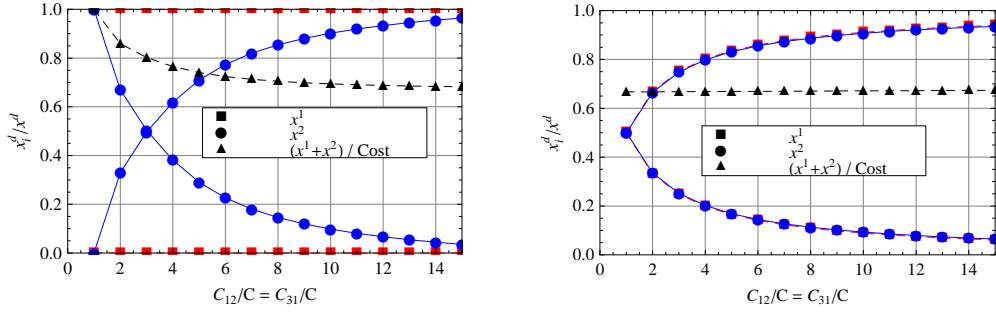 1.0
0.8
0.6
0.4
0.2
0.0
x_i^d/x^d
x^1
x^2
(x^1+x^2) / Cost
0 2 4 6 8 10 12 14
C_12/C = C_31/C
1.0
0.8
0.6
0.4
0.2
0.0
x_i^d/x^d
x^1
x^2
(x^1+x^2) / Cost
0 2 4 6 8 10 12 14
C_12/C = C_31/C